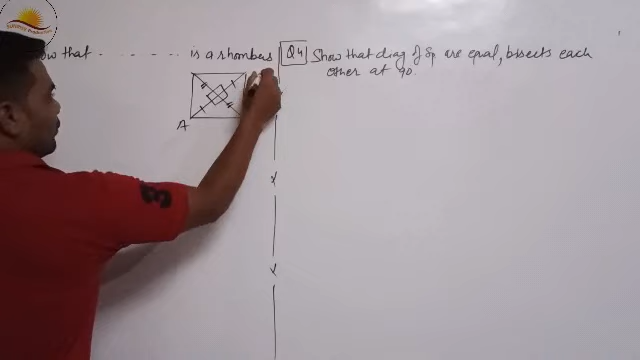 ow that - - - - - - is a rhombus
Q4 Show that diag of Sq are equal, bisects each
other at 90.
A